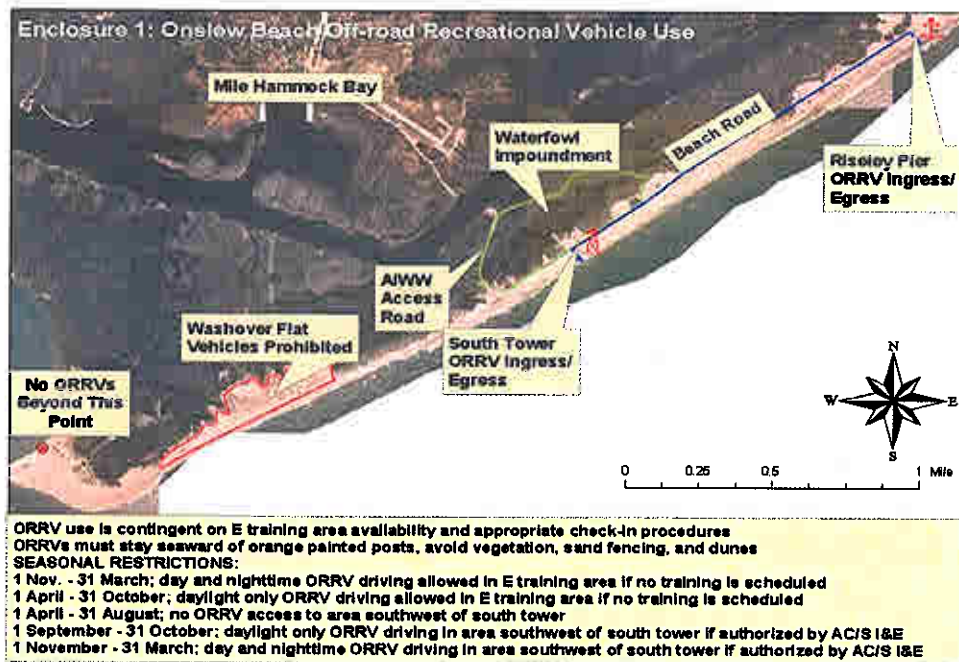 Enclosure 1: Onslow Beach Off-road Recreational Vehicle Use
Mile Hammock Bay
Waterfowl
Impoundment
Beach Road
Riseley Pier
ORRV Ingress/
Egress
AIWW
Access
Road
Washover Flat
Vehicles Prohibited
South Tower
ORRV Ingress/
Egress
No ORRVs
Beyond This
Point
N
W
E
S
0 0.25 0.5 1 Mile
ORRV use is contingent on E training area availability and appropriate check-in procedures
ORRVs must stay seaward of orange painted posts, avoid vegetation, sand fencing, and dunes
SEASONAL RESTRICTIONS:
1 Nov. - 31 March; day and nighttime ORRV driving allowed in E training area if no training is scheduled
1 April - 31 October; daylight only ORRV driving allowed in E training area if no training is scheduled
1 April - 31 August; no ORRV access to area southwest of south tower
1 September - 31 October; daylight only ORRV driving in area southwest of south tower if authorized by AC/S I&E
1 November - 31 March; day and nighttime ORRV driving in area southwest of south tower if authorized by AC/S I&E